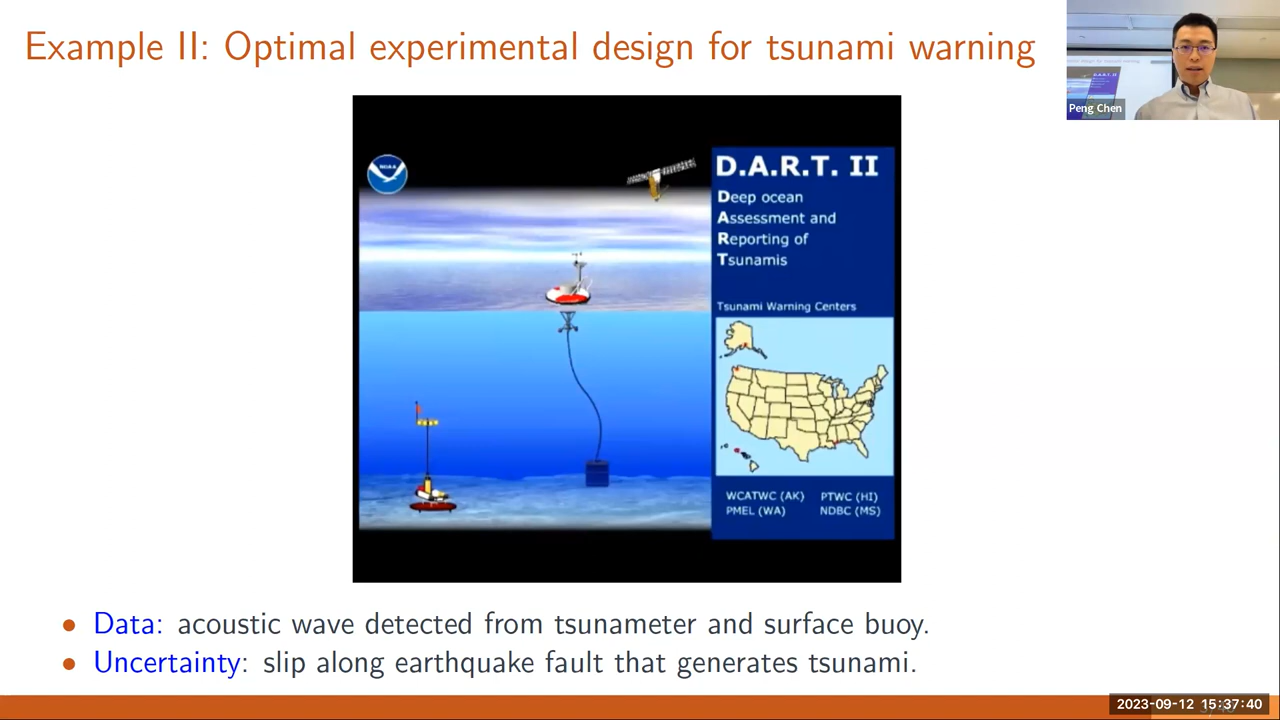 Example II: Optimal experimental design for tsunami warning
Peng Chen
NOAA
D.A.R.T. II
Deep ocean
Assessment and
Reporting of
Tsunamis
Tsunami Warning Centers
WCATWC (AK) PTWC (HI)
PMEL (WA) NDBC (MS)
• Data: acoustic wave detected from tsunameter and surface buoy.
• Uncertainty: slip along earthquake fault that generates tsunami.
2023-09-12 15:37:40